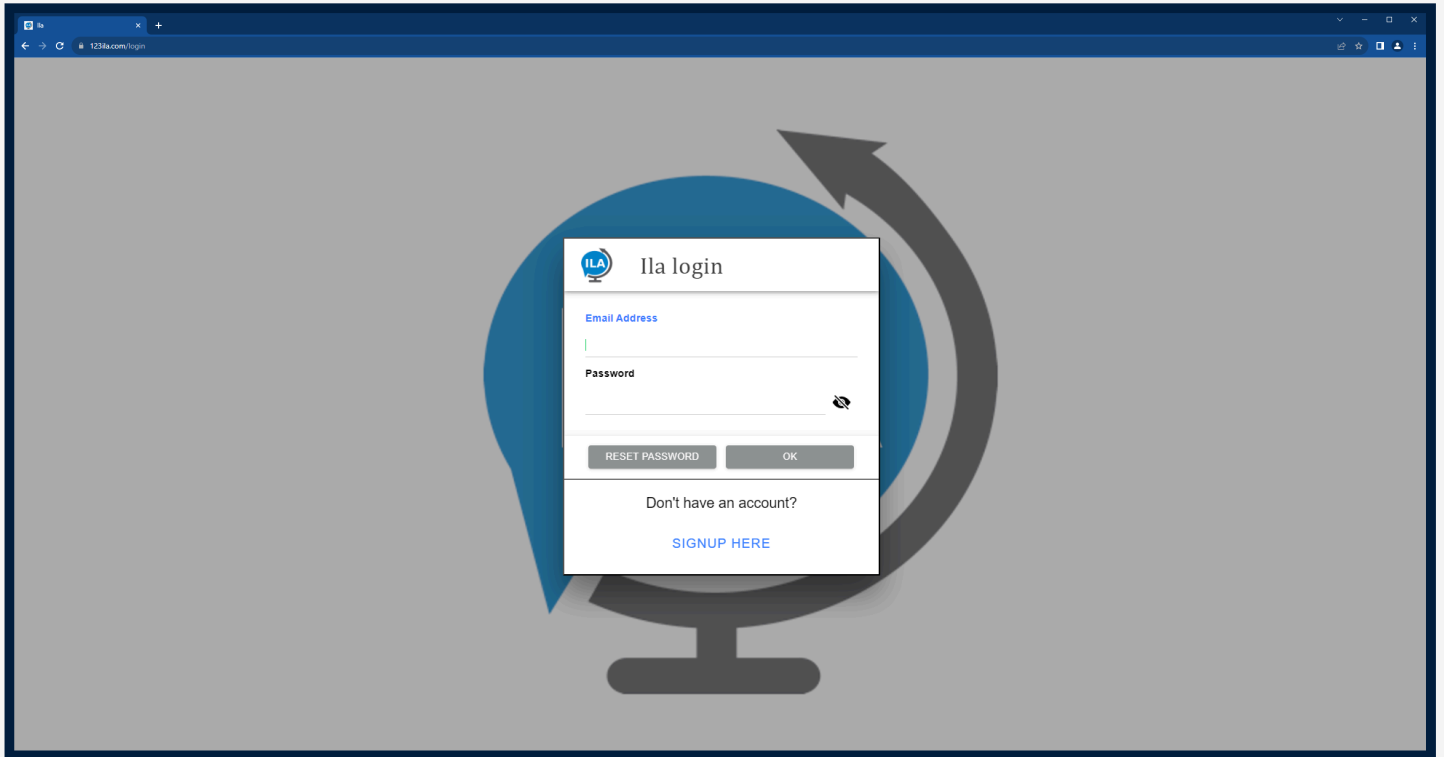 Ila
123ila.com/login
ILA
Ila login
Email Address
Password
RESET PASSWORD OK
Don't have an account?
SIGNUP HERE